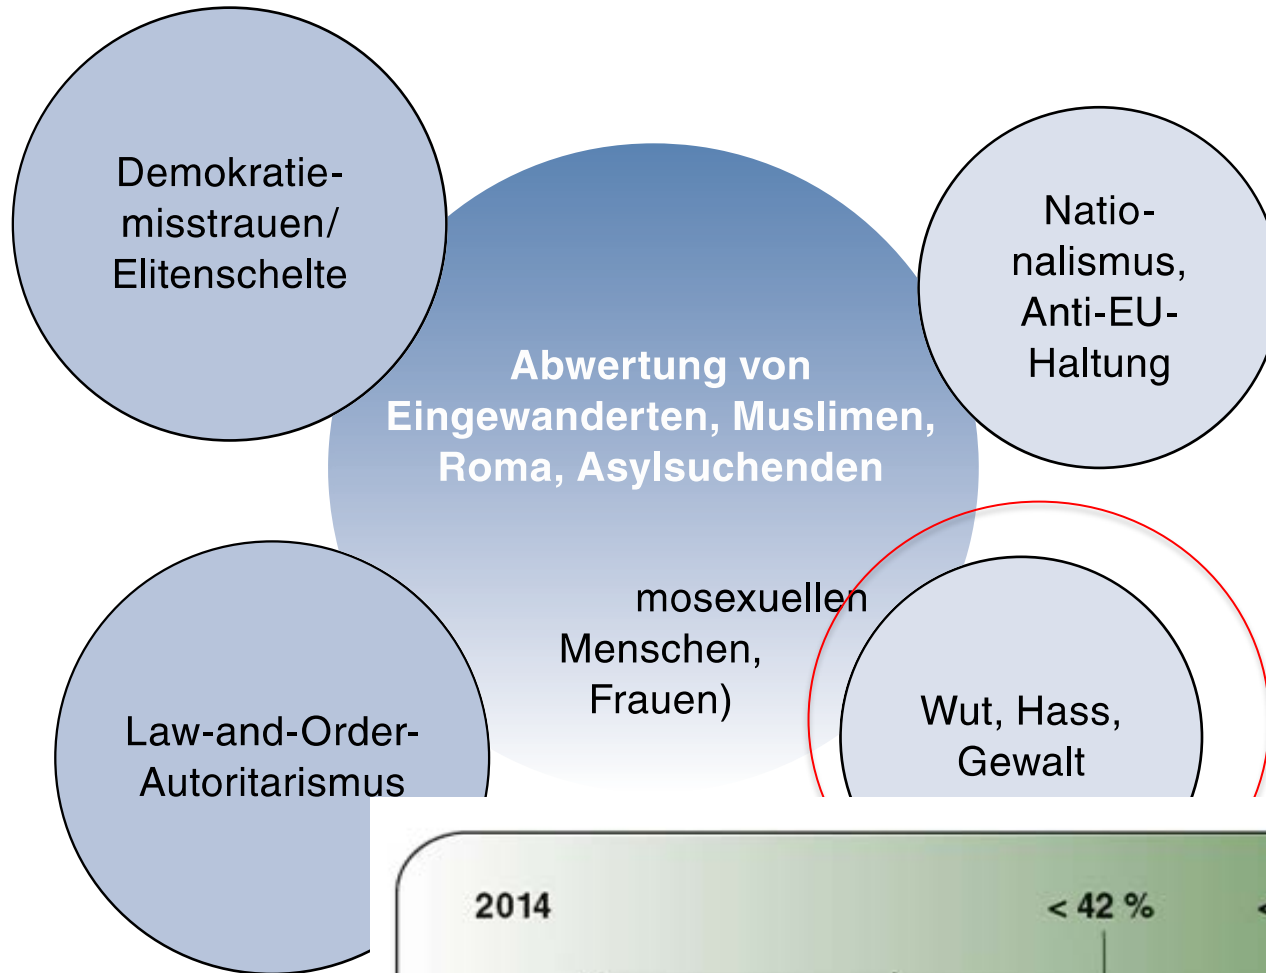 Demokratie-
misstrauen/
Elitenschelte
Natio-
nalismus,
Anti-EU-
Haltung
Abwertung von
Eingewanderten, Muslimen,
Roma, Asylsuchenden
mosexuellen
Menschen,
Frauen)
Law-and-Order-
Autoritarismus
Wut, Hass,
Gewalt
2014 < 42 % <